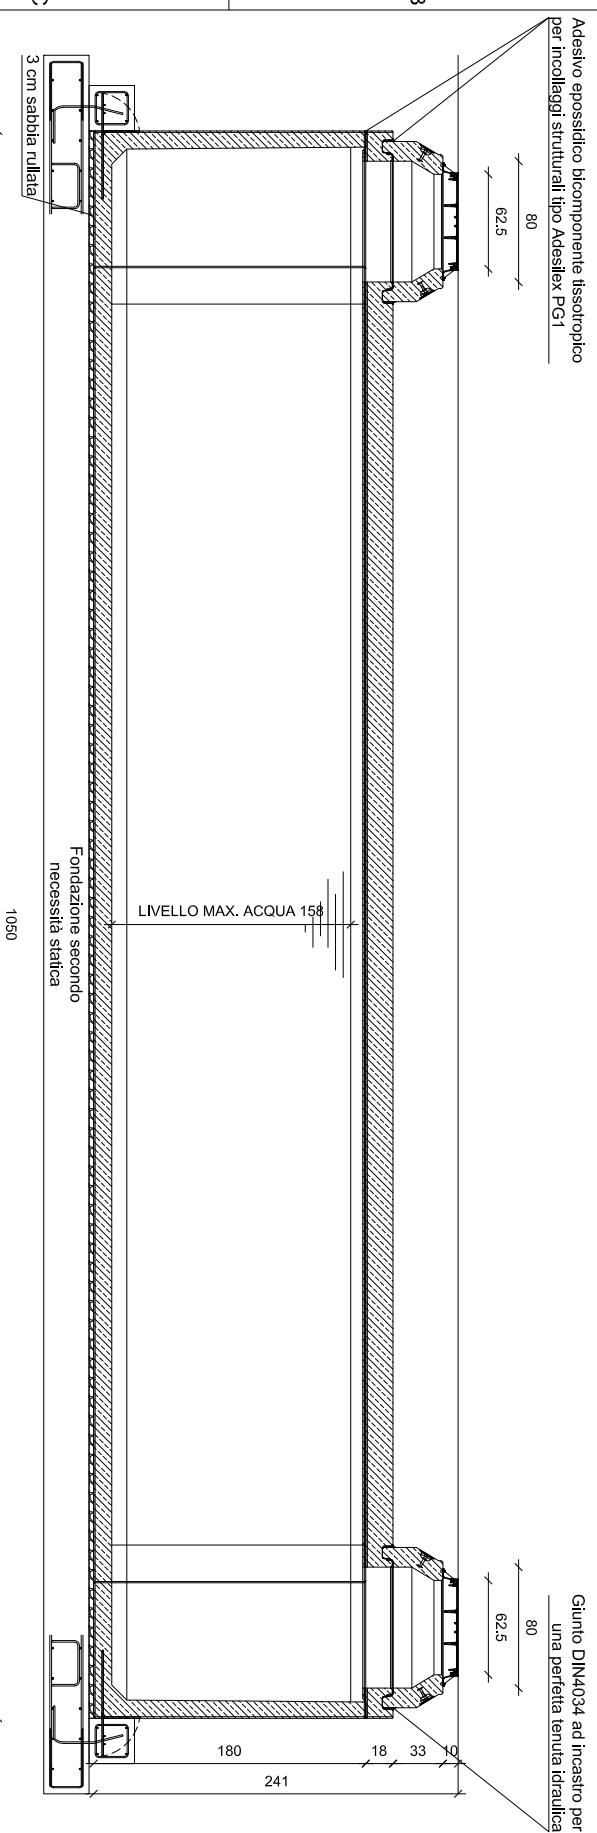 Adesivo epossidico bicomponente tissotropico
per incollaggi strutturali tipo Adesilex PG1
Giunto DIN4034 ad incastro per
una perfetta tenuta idraulica
80
62.5
80
62.5
10
33
18
180
241
LIVELLO MAX. ACQUA 158
Fondazione secondo
necessità statica
3 cm sabbia rullata
1050